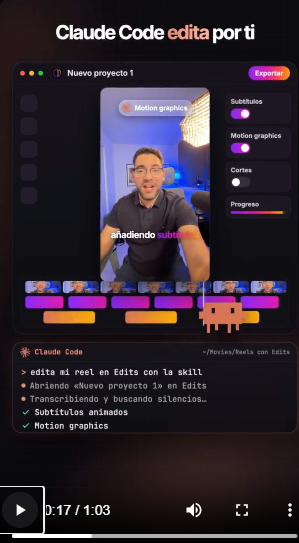 Claude Code edita por ti
Nuevo proyecto 1
Exportar
Motion graphics
Subtítulos
Motion graphics
Cortes
Progreso
añadiendo
Claude Code
~/Movies/Reels con Edits
> edita mi reel en Edits con la skill
Abriendo «Nuevo proyecto 1» en Edits
Transcribiendo y buscando silencios…
✓ Subtítulos animados
✓ Motion graphics
0:17 / 1:03